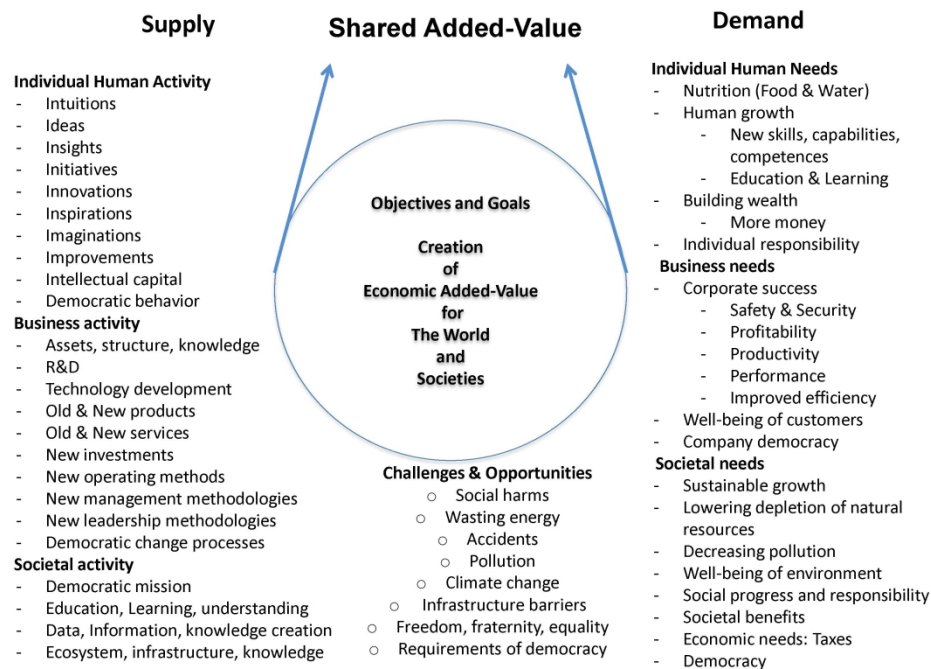 Supply
Individual Human Activity
- Intuitions
- Ideas
- Insights
- Initiatives
- Innovations
- Inspirations
- Imaginations
- Improvements
- Intellectual capital
- Democratic behavior
Business activity
- Assets, structure, knowledge
- R&D
- Technology development
- Old & New products
- Old & New services
- New investments
- New operating methods
- New management methodologies
- New leadership methodologies
- Democratic change processes
Societal activity
- Democratic mission
- Education, Learning, understanding
- Data, Information, knowledge creation
- Ecosystem, infrastructure, knowledge
Shared Added-Value
Objectives and Goals
Creation
of
Economic Added-Value
for
The World
and
Societies
Challenges & Opportunities
○ Social harms
○ Wasting energy
○ Accidents
○ Pollution
○ Climate change
○ Infrastructure barriers
○ Freedom, fraternity, equality
○ Requirements of democracy
Demand
Individual Human Needs
- Nutrition (Food & Water)
- Human growth
- New skills, capabilities,
competences
- Education & Learning
- Building wealth
- More money
- Individual responsibility
Business needs
- Corporate success
- Safety & Security
- Profitability
- Productivity
- Performance
- Improved efficiency
- Well-being of customers
- Company democracy
Societal needs
- Sustainable growth
- Lowering depletion of natural
resources
- Decreasing pollution
- Well-being of environment
- Social progress and responsibility
- Societal benefits
- Economic needs: Taxes
- Democracy